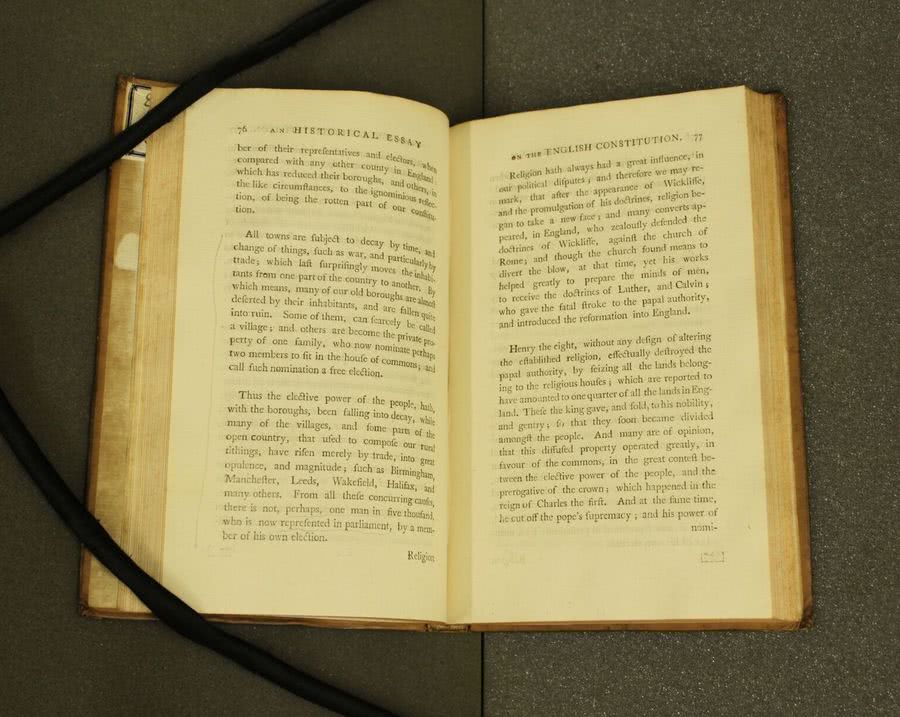 76 AN HISTORICAL ESSAY
ber of their repreſentatives and electors, when
compared with any other county in England:
which has reduced their boroughs, and others, in
the like circumſtances, to the ignominious reflec-
tion, of being the rotten part of our conſtitu-
tion.
All towns are ſubject to decay by time, and
change of things, ſuch as war, and particularly by
trade; which laſt ſurpriſingly moves the inhabi-
tants from one part of the country to another. By
which means, many of our old boroughs are almoſt
deſerted by their inhabitants, and are fallen quite
into ruin. Some of them, can ſcarcely be called
a village; and others are become the private pro-
perty of one family, who now nominate perhaps
two members to ſit in the houſe of commons; and
call ſuch nomination a free election.
Thus the elective power of the people, hath,
with the boroughs, been falling into decay, while
many of the villages, and ſome parts of the
open country, that uſed to compoſe our rural
tithings, have riſen merely by trade, into great
opulence, and magnitude; ſuch as Birmingham,
Mancheſter, Leeds, Wakefield, Halifax, and
many others. From all theſe concurring cauſes,
there is not, perhaps, one man in five thouſand,
who is now repreſented in parliament, by a mem-
ber of his own election.
Religion
ON THE ENGLISH CONSTITUTION. 77
Religion hath always had a great influence, in
our political diſputes; and therefore we may re-
mark, that after the appearance of Wickliffe,
and the promulgation of his doctrines, religion be-
gan to take a new face; and many converts ap-
peared, in England, who zealouſly defended the
doctrines of Wickliffe, againſt the church of
Rome; and though the church found means to
divert the blow, at that time, yet his works
helped greatly to prepare the minds of men,
to receive the doctrines of Luther, and Calvin;
who gave the fatal ſtroke to the papal authority,
and introduced the reformation into England.
Henry the eight, without any deſign of altering
the eſtabliſhed religion, effectually deſtroyed the
papal authority, by ſeizing all the lands belong-
ing to the religious houſes; which are reported to
have amounted to one quarter of all the lands in Eng-
land. Theſe the king gave, and ſold, to his nobility,
and gentry; ſo that they ſoon became divided
amongſt the people. And many are of opinion,
that this diffuſed property operated greatly, in
favour of the commons, in the great conteſt be-
tween the elective power of the people, and the
prerogative of the crown; which happened in the
reign of Charles the firſt. And at the ſame time,
he cut off the pope's ſupremacy; and his power of
nomi-